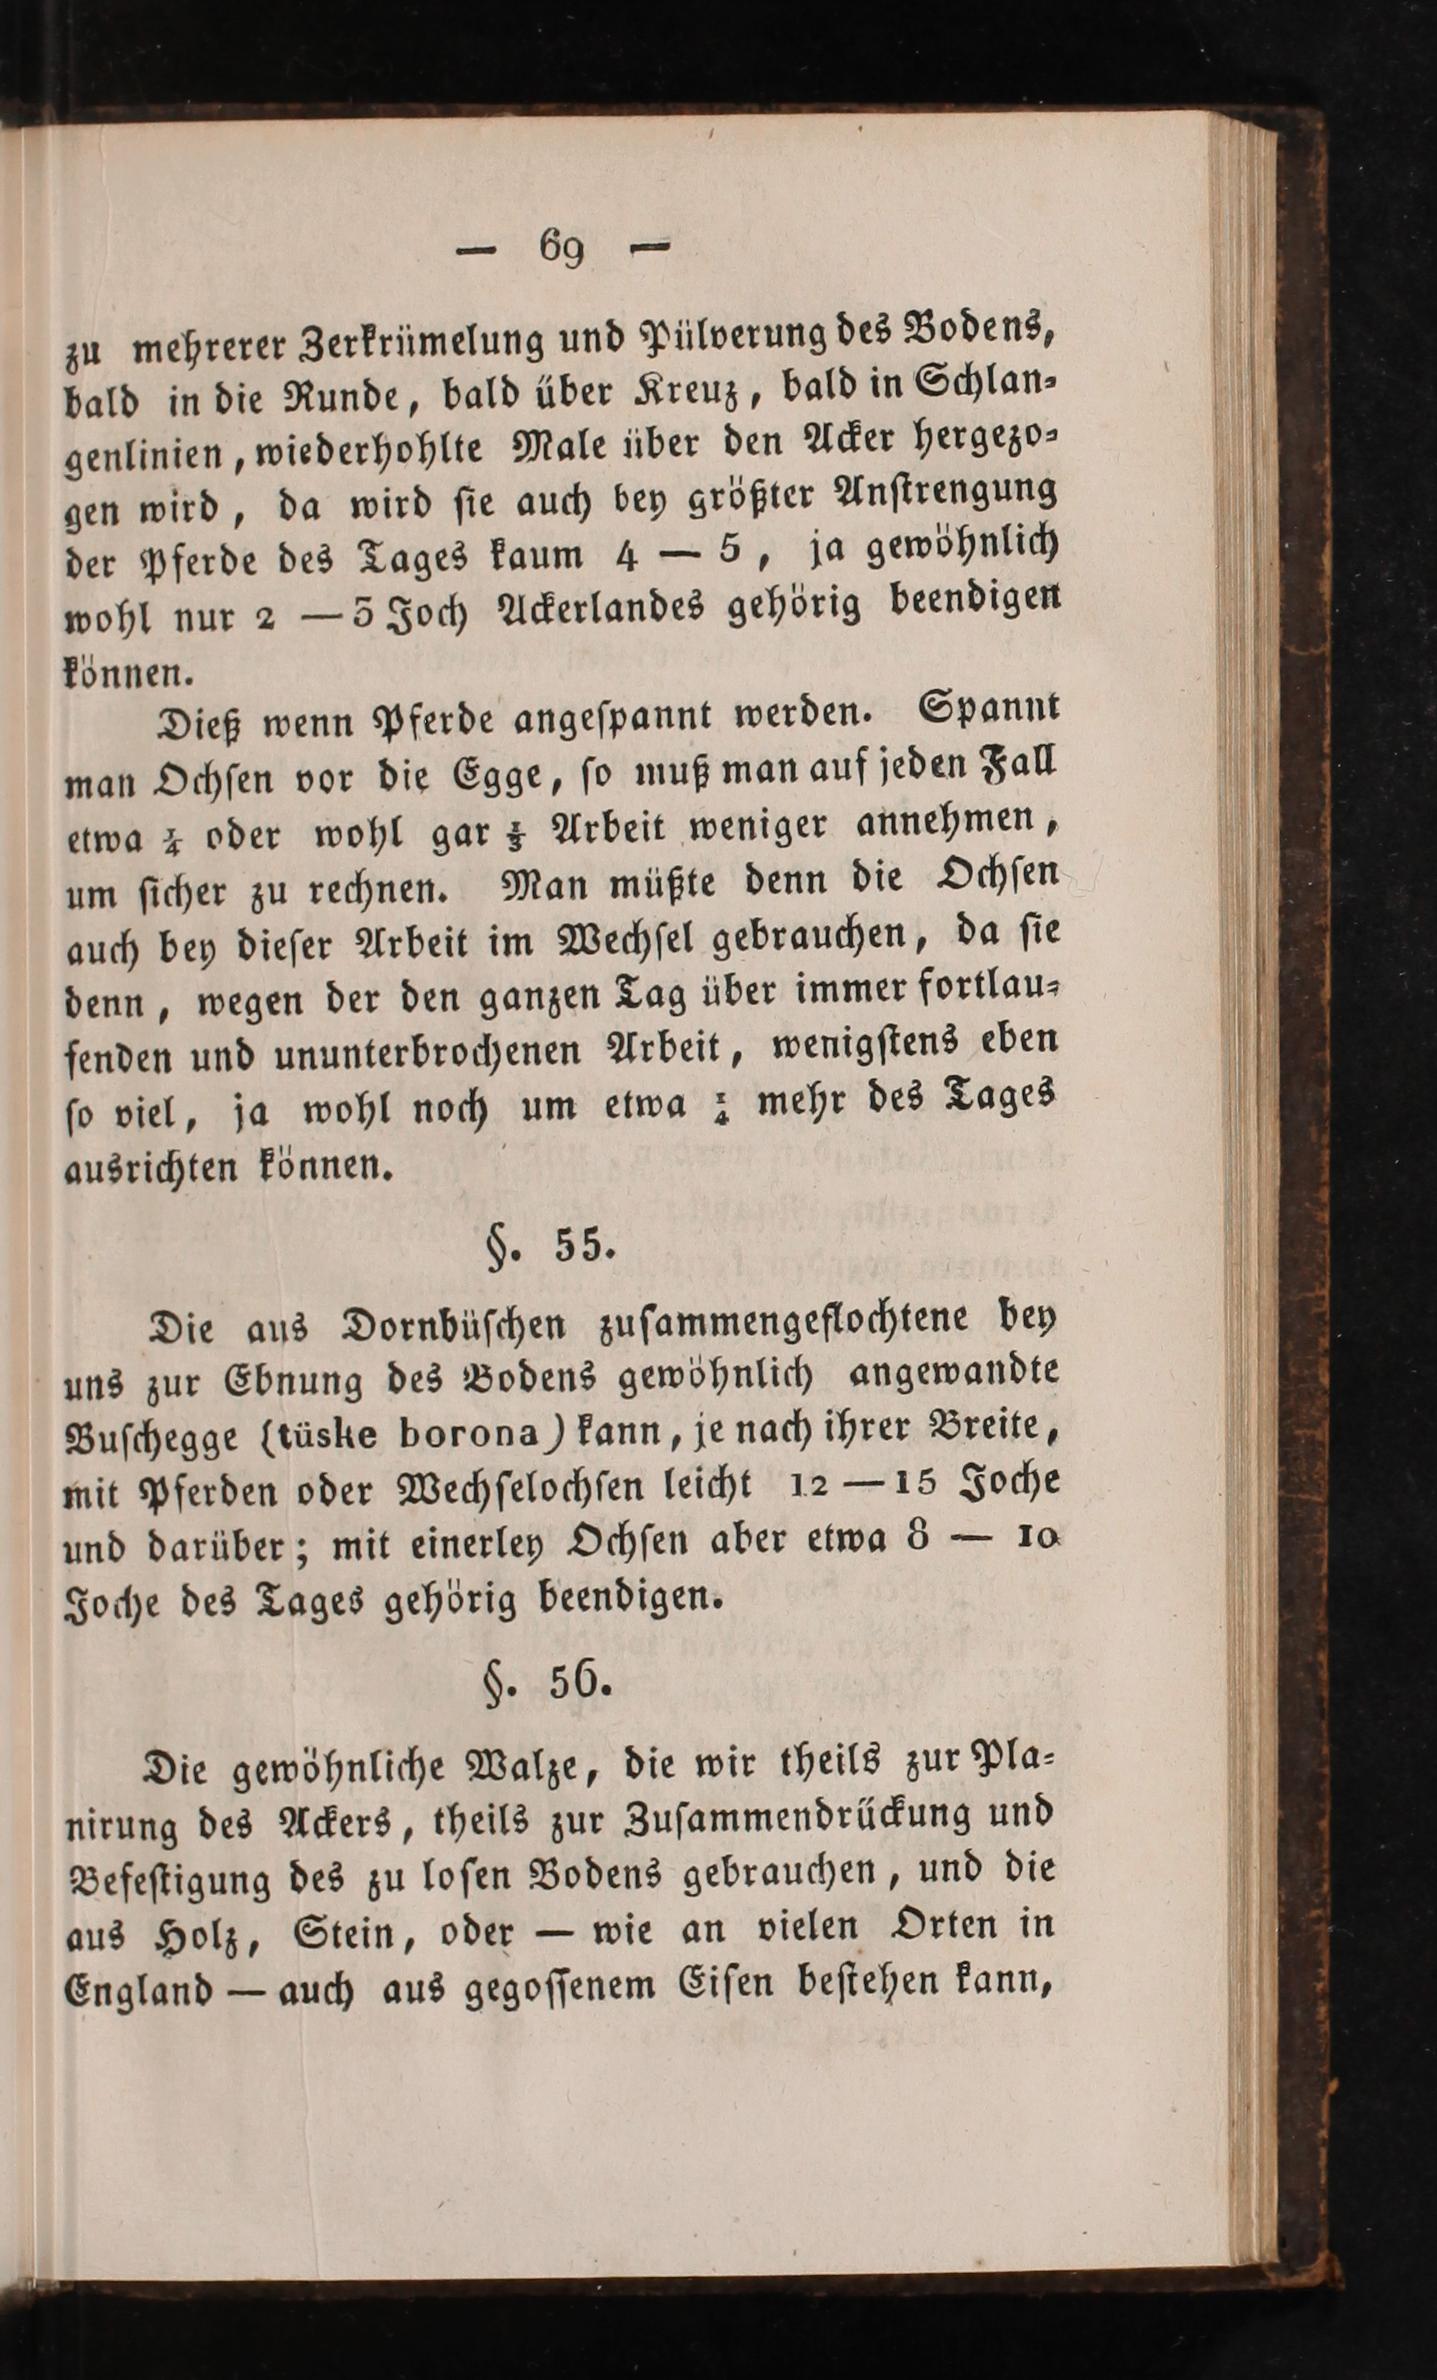 — 69 —
zu mehrerer Zerkrümelung und Pülverung des Bodens,
bald in die Runde, bald über Kreuz, bald in Schlan-
genlinien, wiederhohlte Male über den Acker hergezo-
gen wird, da wird sie auch bey größter Anstrengung
der Pferde des Tages kaum 4 — 5, ja gewöhnlich
wohl nur 2 — 3 Joch Ackerlandes gehörig beendigen
können.
Dieß wenn Pferde angespannt werden. Spannt
man Ochsen vor die Egge, so muß man auf jeden Fall
etwa ¼ oder wohl gar ⅓ Arbeit weniger annehmen,
um sicher zu rechnen. Man müßte denn die Ochsen
auch bey dieser Arbeit im Wechsel gebrauchen, da sie
denn, wegen der den ganzen Tag über immer fortlau-
fenden und ununterbrochenen Arbeit, wenigstens eben
so viel, ja wohl noch um etwa ¼ mehr des Tages
ausrichten können.
§. 55.
Die aus Dornbüschen zusammengeflochtene bey
uns zur Ebnung des Bodens gewöhnlich angewandte
Buschegge (tüske borona) kann, je nach ihrer Breite,
mit Pferden oder Wechselochsen leicht 12 — 15 Joche
und darüber; mit einerley Ochsen aber etwa 8 — 10
Joche des Tages gehörig beendigen.
§. 56.
Die gewöhnliche Walze, die wir theils zur Pla-
nirung des Ackers, theils zur Zusammendrückung und
Befestigung des zu losen Bodens gebrauchen, und die
aus Holz, Stein, oder — wie an vielen Orten in
England — auch aus gegossenem Eisen bestehen kann,